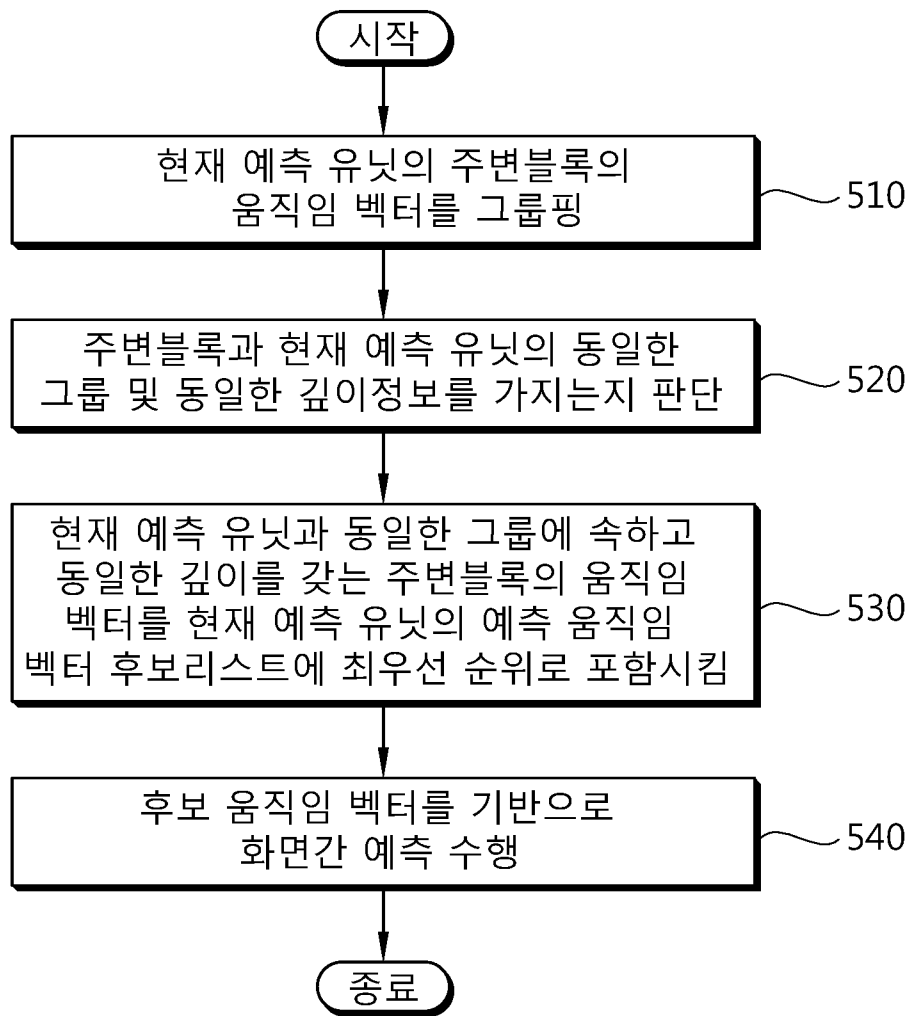 시작
현재 예측 유닛의 주변블록의
움직임 벡터를 그룹핑
510
주변블록과 현재 예측 유닛의 동일한
그룹 및 동일한 깊이정보를 가지는지 판단
520
현재 예측 유닛과 동일한 그룹에 속하고
동일한 깊이를 갖는 주변블록의 움직임
벡터를 현재 예측 유닛의 예측 움직임
벡터 후보리스트에 최우선 순위로 포함시킴
530
후보 움직임 벡터를 기반으로
화면간 예측 수행
540
종료